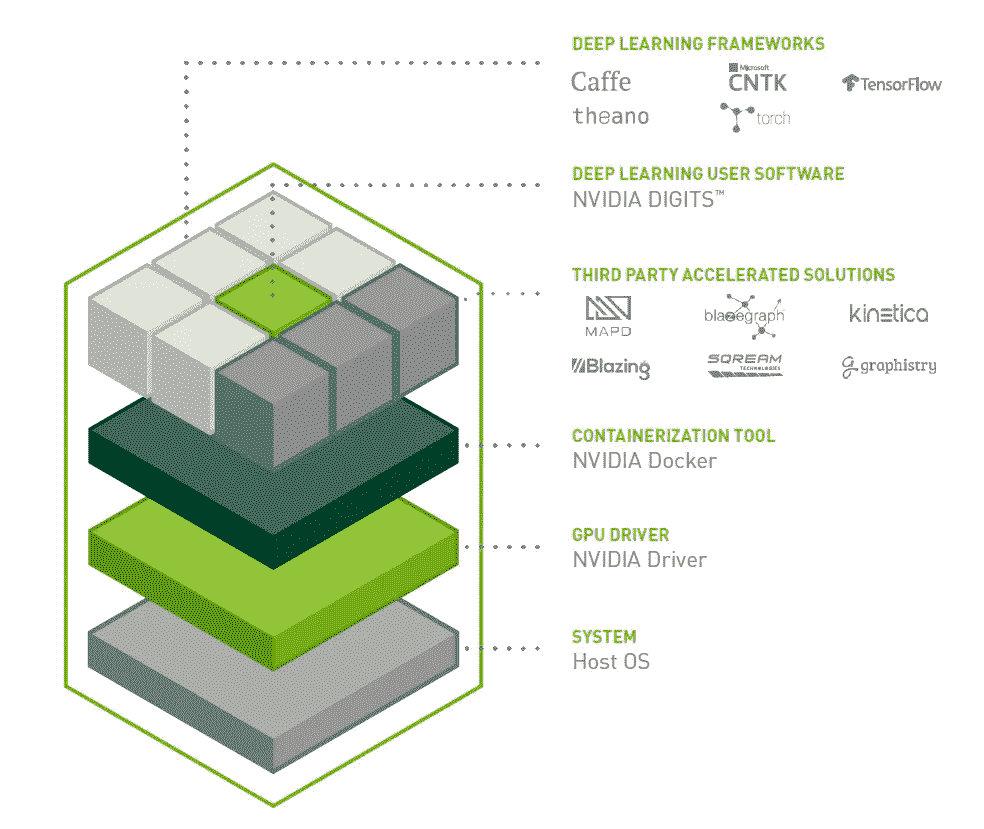 DEEP LEARNING FRAMEWORKS
Caffe
Microsoft
CNTK
TensorFlow
theano
torch
DEEP LEARNING USER SOFTWARE
NVIDIA DIGITS™
THIRD PARTY ACCELERATED SOLUTIONS
MAPD
blazegraph
kinetica
Blazing
SQREAM
TECHNOLOGIES
graphistry
CONTAINERIZATION TOOL
NVIDIA Docker
GPU DRIVER
NVIDIA Driver
SYSTEM
Host OS